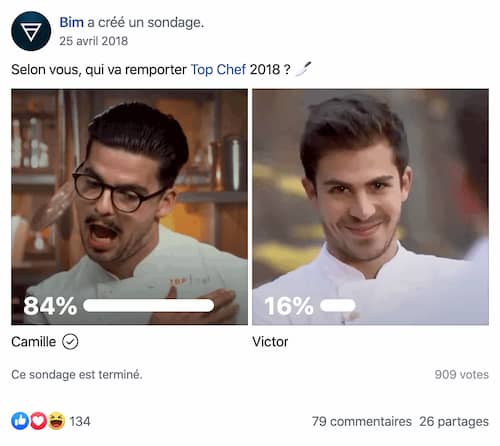 Bim a créé un sondage.
25 avril 2018
Selon vous, qui va remporter Top Chef 2018 ? 🔪
TOP
84%
16%
Camille
Victor
Ce sondage est terminé.
909 votes
134
79 commentaires 26 partages